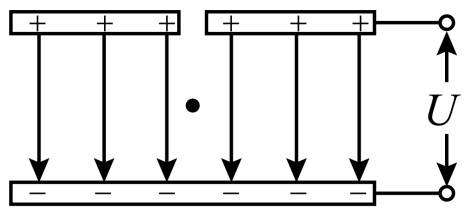 + + + + + +
U
− − − − − −